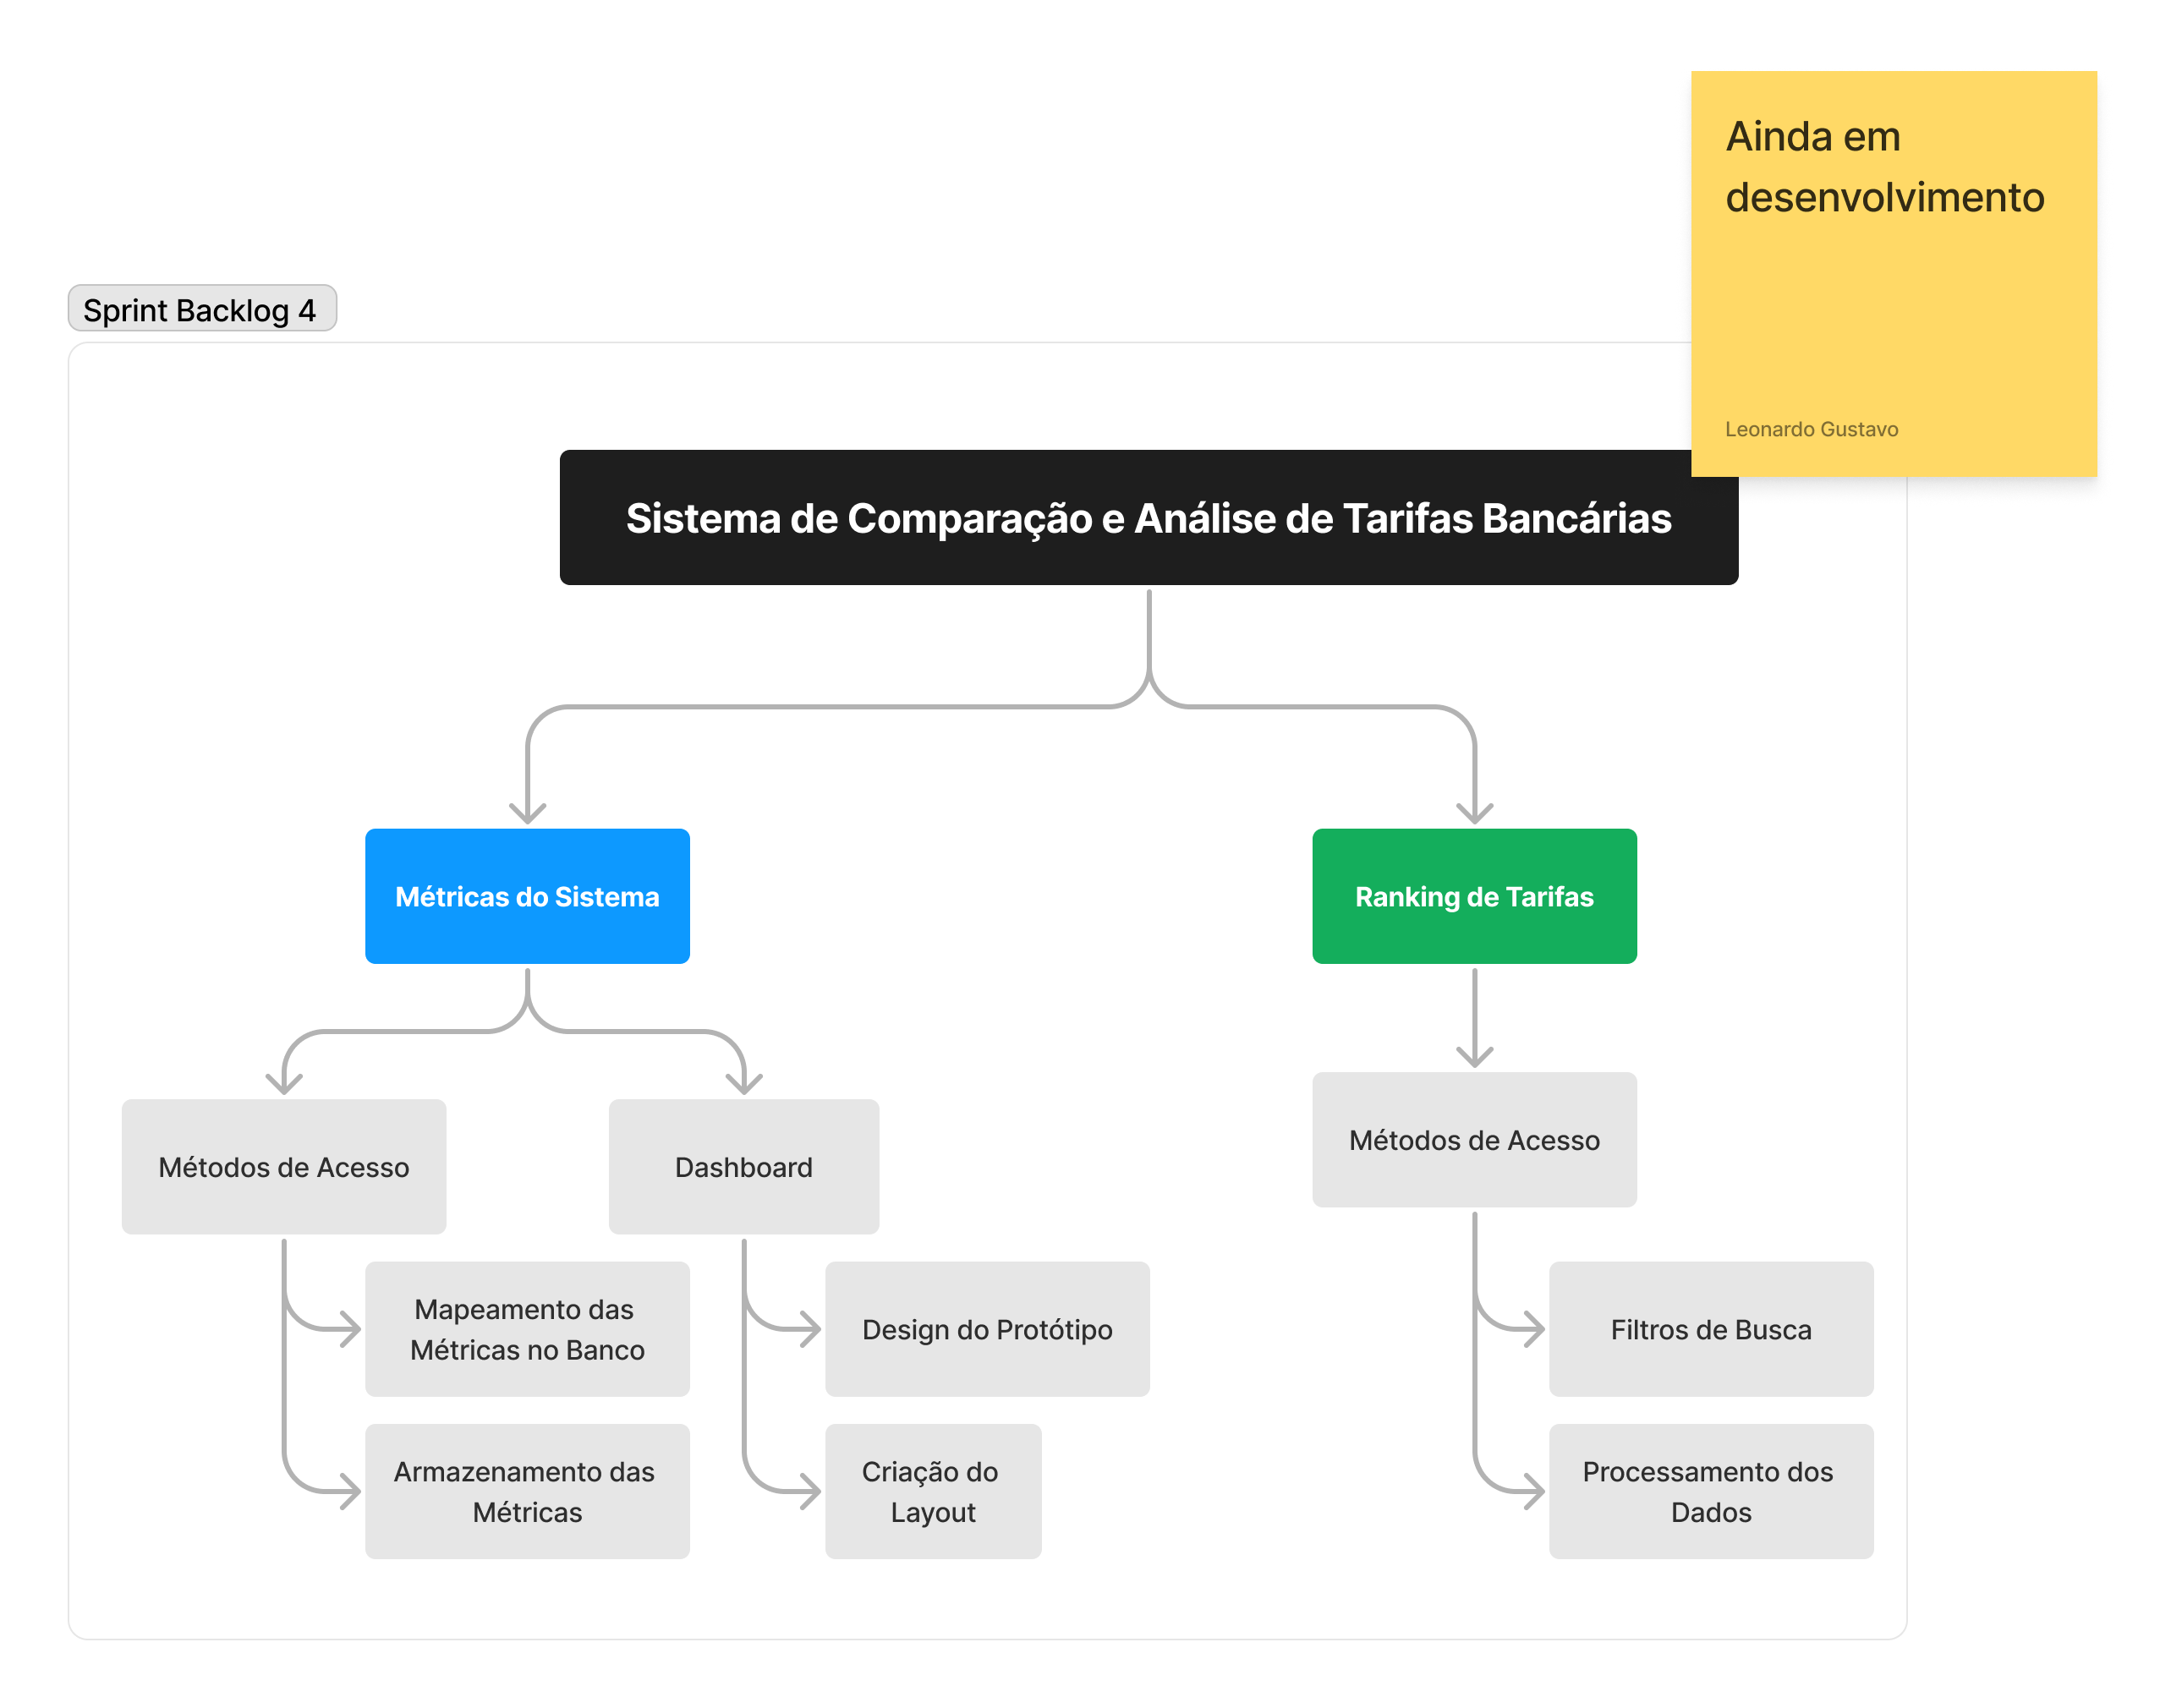 Ainda em
desenvolvimento
Leonardo Gustavo
Sprint Backlog 4
Sistema de Comparação e Análise de Tarifas Bancárias
Métricas do Sistema
Ranking de Tarifas
Métodos de Acesso
Dashboard
Métodos de Acesso
Mapeamento das
Métricas no Banco
Design do Protótipo
Filtros de Busca
Armazenamento das
Métricas
Criação do
Layout
Processamento dos
Dados